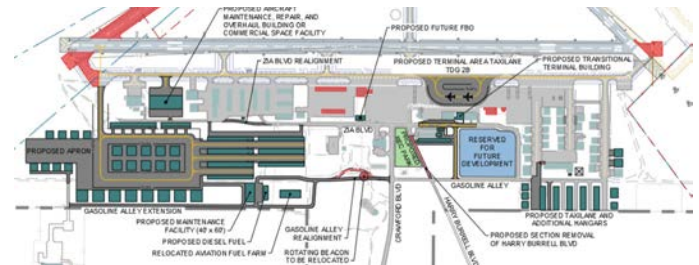 PROPOSED AIRCRAFT
MAINTENANCE, REPAIR, AND
OVERHAUL BUILDING OR
COMMERCIAL SPACE FACILITY
PROPOSED FUTURE FBO
ZIA BLVD REALIGNMENT
PROPOSED TERMINAL AREA TAXILANE
TDG 2B
PROPOSED TRANSITIONAL
TERMINAL BUILDING
ZIA BLVD
PROPOSED APRON
RESERVED
FOR
FUTURE
DEVELOPMENT
GASOLINE ALLEY
GASOLINE ALLEY EXTENSION
PROPOSED MAINTENANCE
FACILITY (40' x 60')
PROPOSED DIESEL FUEL
RELOCATED AVIATION FUEL FARM
GASOLINE ALLEY
REALIGNMENT
ROTATING BEACON
TO BE RELOCATED
CRAWFORD BLVD
HARRY BURRELL BLVD
PROPOSED TAXILANE AND
ADDITIONAL HANGARS
PROPOSED SECTION REMOVAL
OF HARRY BURRELL BLVD